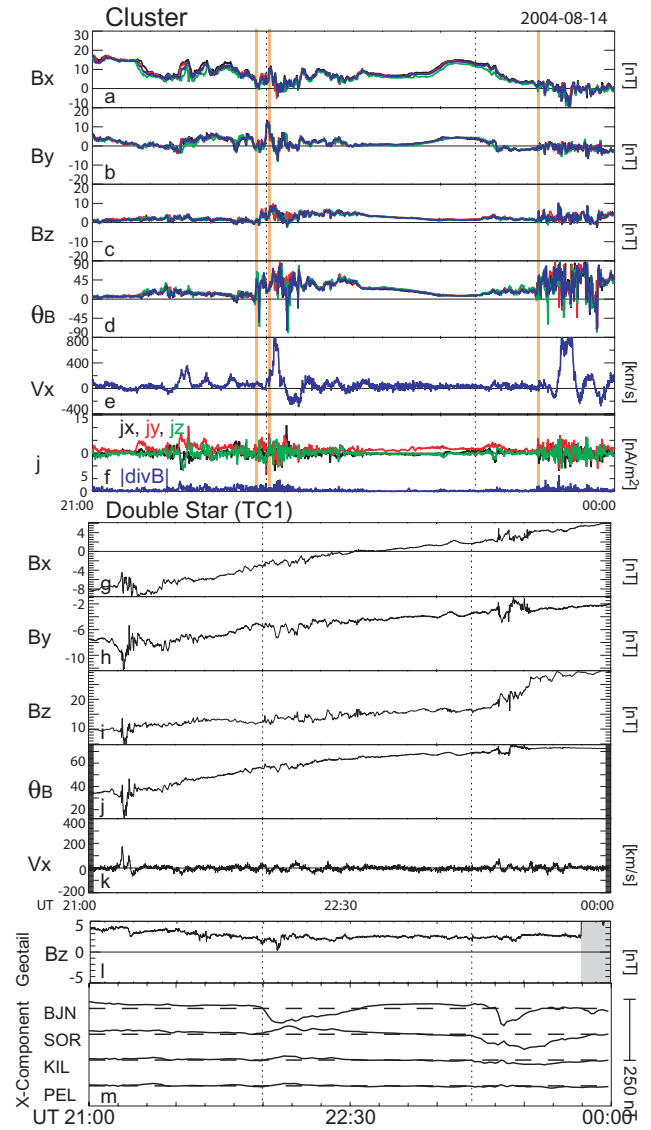 Cluster 2004-08-14
30
20
10
0
-10
Bx
a
[nT]
20
10
0
-10
By
b
20
10
0
-10
-20
Bz
c
[nT]
90
45
0
-45
-90
θB
d
800
400
0
-400
Vx
e
[km/s]
15
5
0
j
jx, jy, jz
f |divB|
[nA/m²]
21:00 00:00
Double Star (TC1)
4
0
-4
-8
Bx
g
[nT]
-2
-6
-10
By
h
[nT]
20
10
Bz
i
[nT]
60
40
20
θB
j
400
200
0
-200
Vx
k
[km/s]
UT 21:00 22:30 00:00
Geotail
Bz
5
0
-5
l
[nT]
X-Component
BJN
SOR
KIL
PEL
m
250 nT
UT 21:00 22:30 00:00